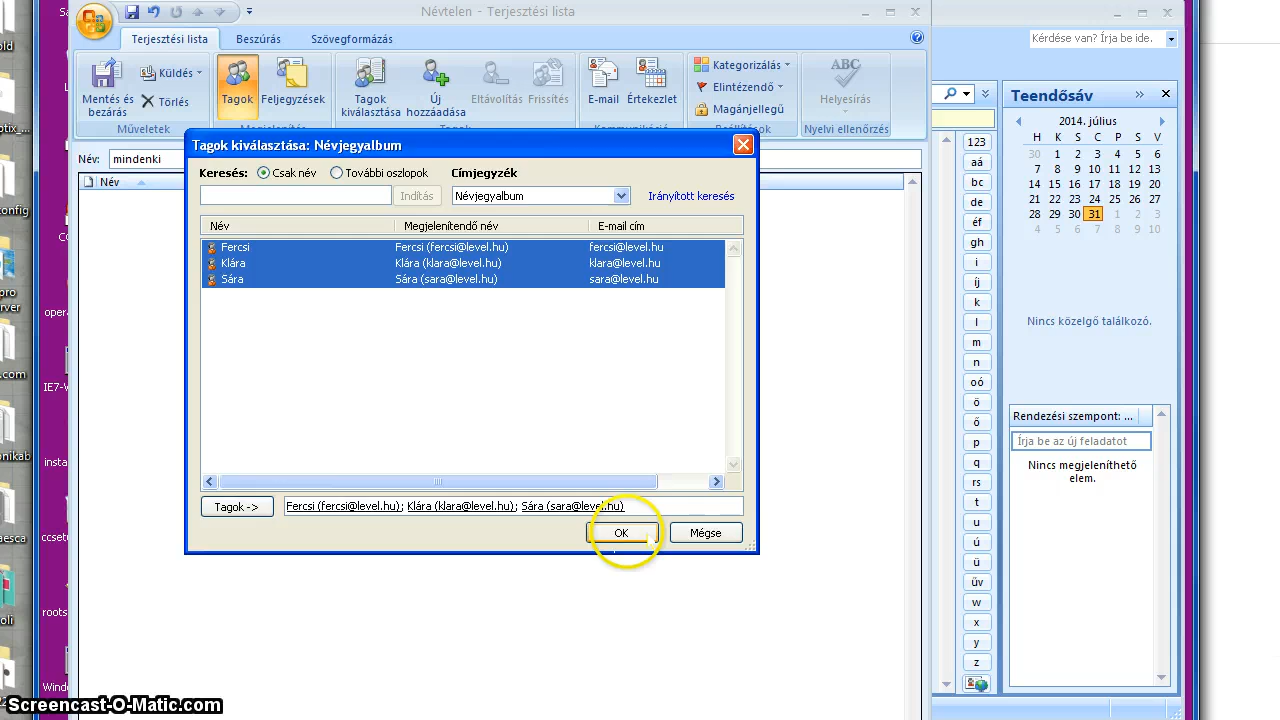 Névtelen - Terjesztési lista
Terjesztési lista
Beszúrás
Szövegformázás
Kérdése van? Írja be ide.
Mentés és bezárás
Küldés
Törlés
Műveletek
Tagok
Feljegyzések
Tagok kiválasztása
Új hozzáadása
Eltávolítás
Frissítés
E-mail
Értekezlet
Kategorizálás
Elintézendő
Magánjellegű
Beállítások
ABC
Helyesírás
Nyelvi ellenőrzés
Név:
mindenki
Név
Tagok kiválasztása: Névjegyalbum
Keresés:
Csak név
További oszlopok
Címjegyzék
Indítás
Névjegyalbum
Irányított keresés
Név
Megjelenítendő név
E-mail cím
Fercsi
Fercsi (fercsi@level.hu)
fercsi@level.hu
Klára
Klára (klara@level.hu)
klara@level.hu
Sára
Sára (sara@level.hu)
sara@level.hu
Tagok ->
Fercsi (fercsi@level.hu); Klára (klara@level.hu); Sára (sara@level.hu)
OK
Mégse
123
aá
bc
de
éf
gh
i
íj
k
l
m
n
oó
ö
ő
p
q
rs
t
u
ú
ü
űv
w
x
y
z
Teendősáv
2014. július
H K S C P S V
30 1 2 3 4 5 6
7 8 9 10 11 12 13
14 15 16 17 18 19 20
21 22 23 24 25 26 27
28 29 30 31 1 2 3
4 5 6 7 8 9 10
Nincs közelgő találkozó.
Rendezési szempont: ...
Írja be az új feladatot
Nincs megjeleníthető
elem.
Screencast-O-Matic.com